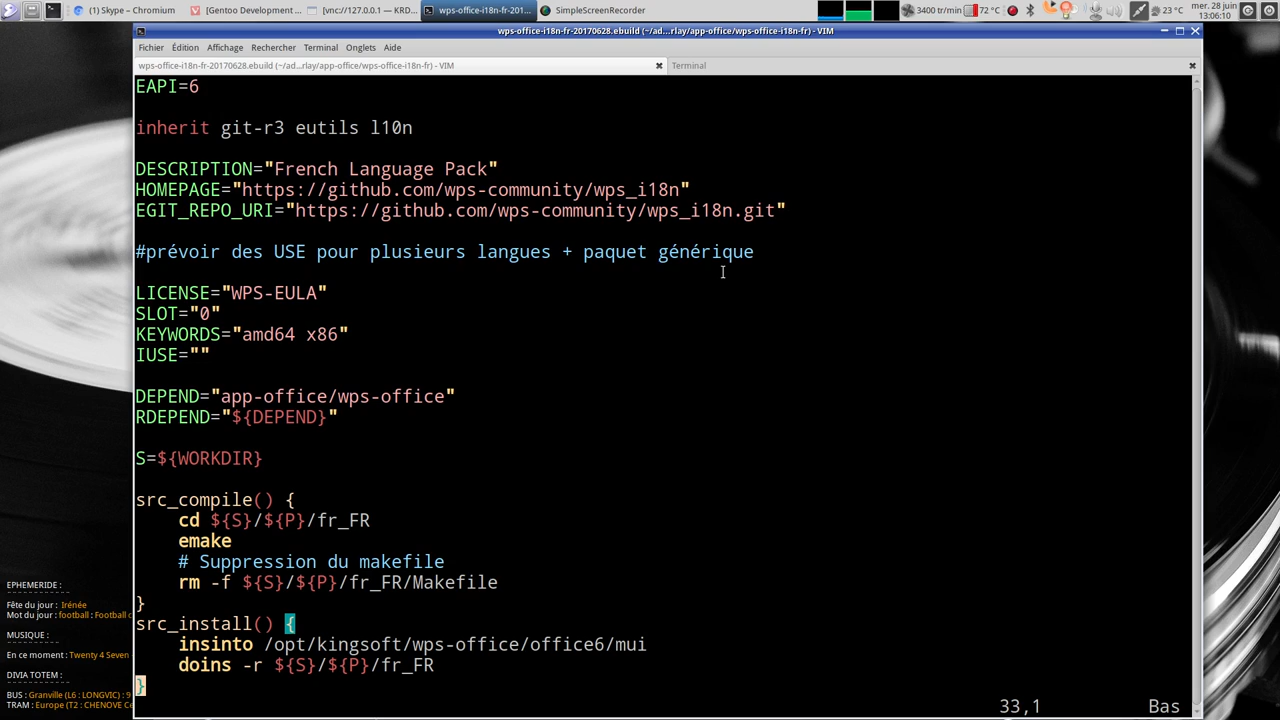 (1) Skype – Chromium
[Gentoo Development ...
[vnc://127.0.0.1 — KRD...
wps-office-i18n-fr-201...
SimpleScreenRecorder
3400 tr/min
72 °C
23 °C
mer. 28 juin
13:06:10
wps-office-i18n-fr-20170628.ebuild (~/ad...rlay/app-office/wps-office-i18n-fr) - VIM
Fichier Édition Affichage Rechercher Terminal Onglets Aide
wps-office-i18n-fr-20170628.ebuild (~/ad...rlay/app-office/wps-office-i18n-fr) - VIM
Terminal
EAPI=6
inherit git-r3 eutils l10n
DESCRIPTION="French Language Pack"
HOMEPAGE="https://github.com/wps-community/wps_i18n"
EGIT_REPO_URI="https://github.com/wps-community/wps_i18n.git"
#prévoir des USE pour plusieurs langues + paquet générique
LICENSE="WPS-EULA"
SLOT="0"
KEYWORDS="amd64 x86"
IUSE=""
DEPEND="app-office/wps-office"
RDEPEND="${DEPEND}"
S=${WORKDIR}
src_compile() {
    cd ${S}/${P}/fr_FR
    emake
    # Suppression du makefile
    rm -f ${S}/${P}/fr_FR/Makefile
}
src_install() {
    insinto /opt/kingsoft/wps-office/office6/mui
    doins -r ${S}/${P}/fr_FR
}
33,1 Bas
EPHEMERIDE :
Fête du jour : Irénée
Mot du jour : football : Football c
MUSIQUE :
En ce moment : Twenty 4 Seven
DIVIA TOTEM :
BUS : Granville (L6 : LONGVIC) : 9
TRAM : Europe (T2 : CHENOVE Ce